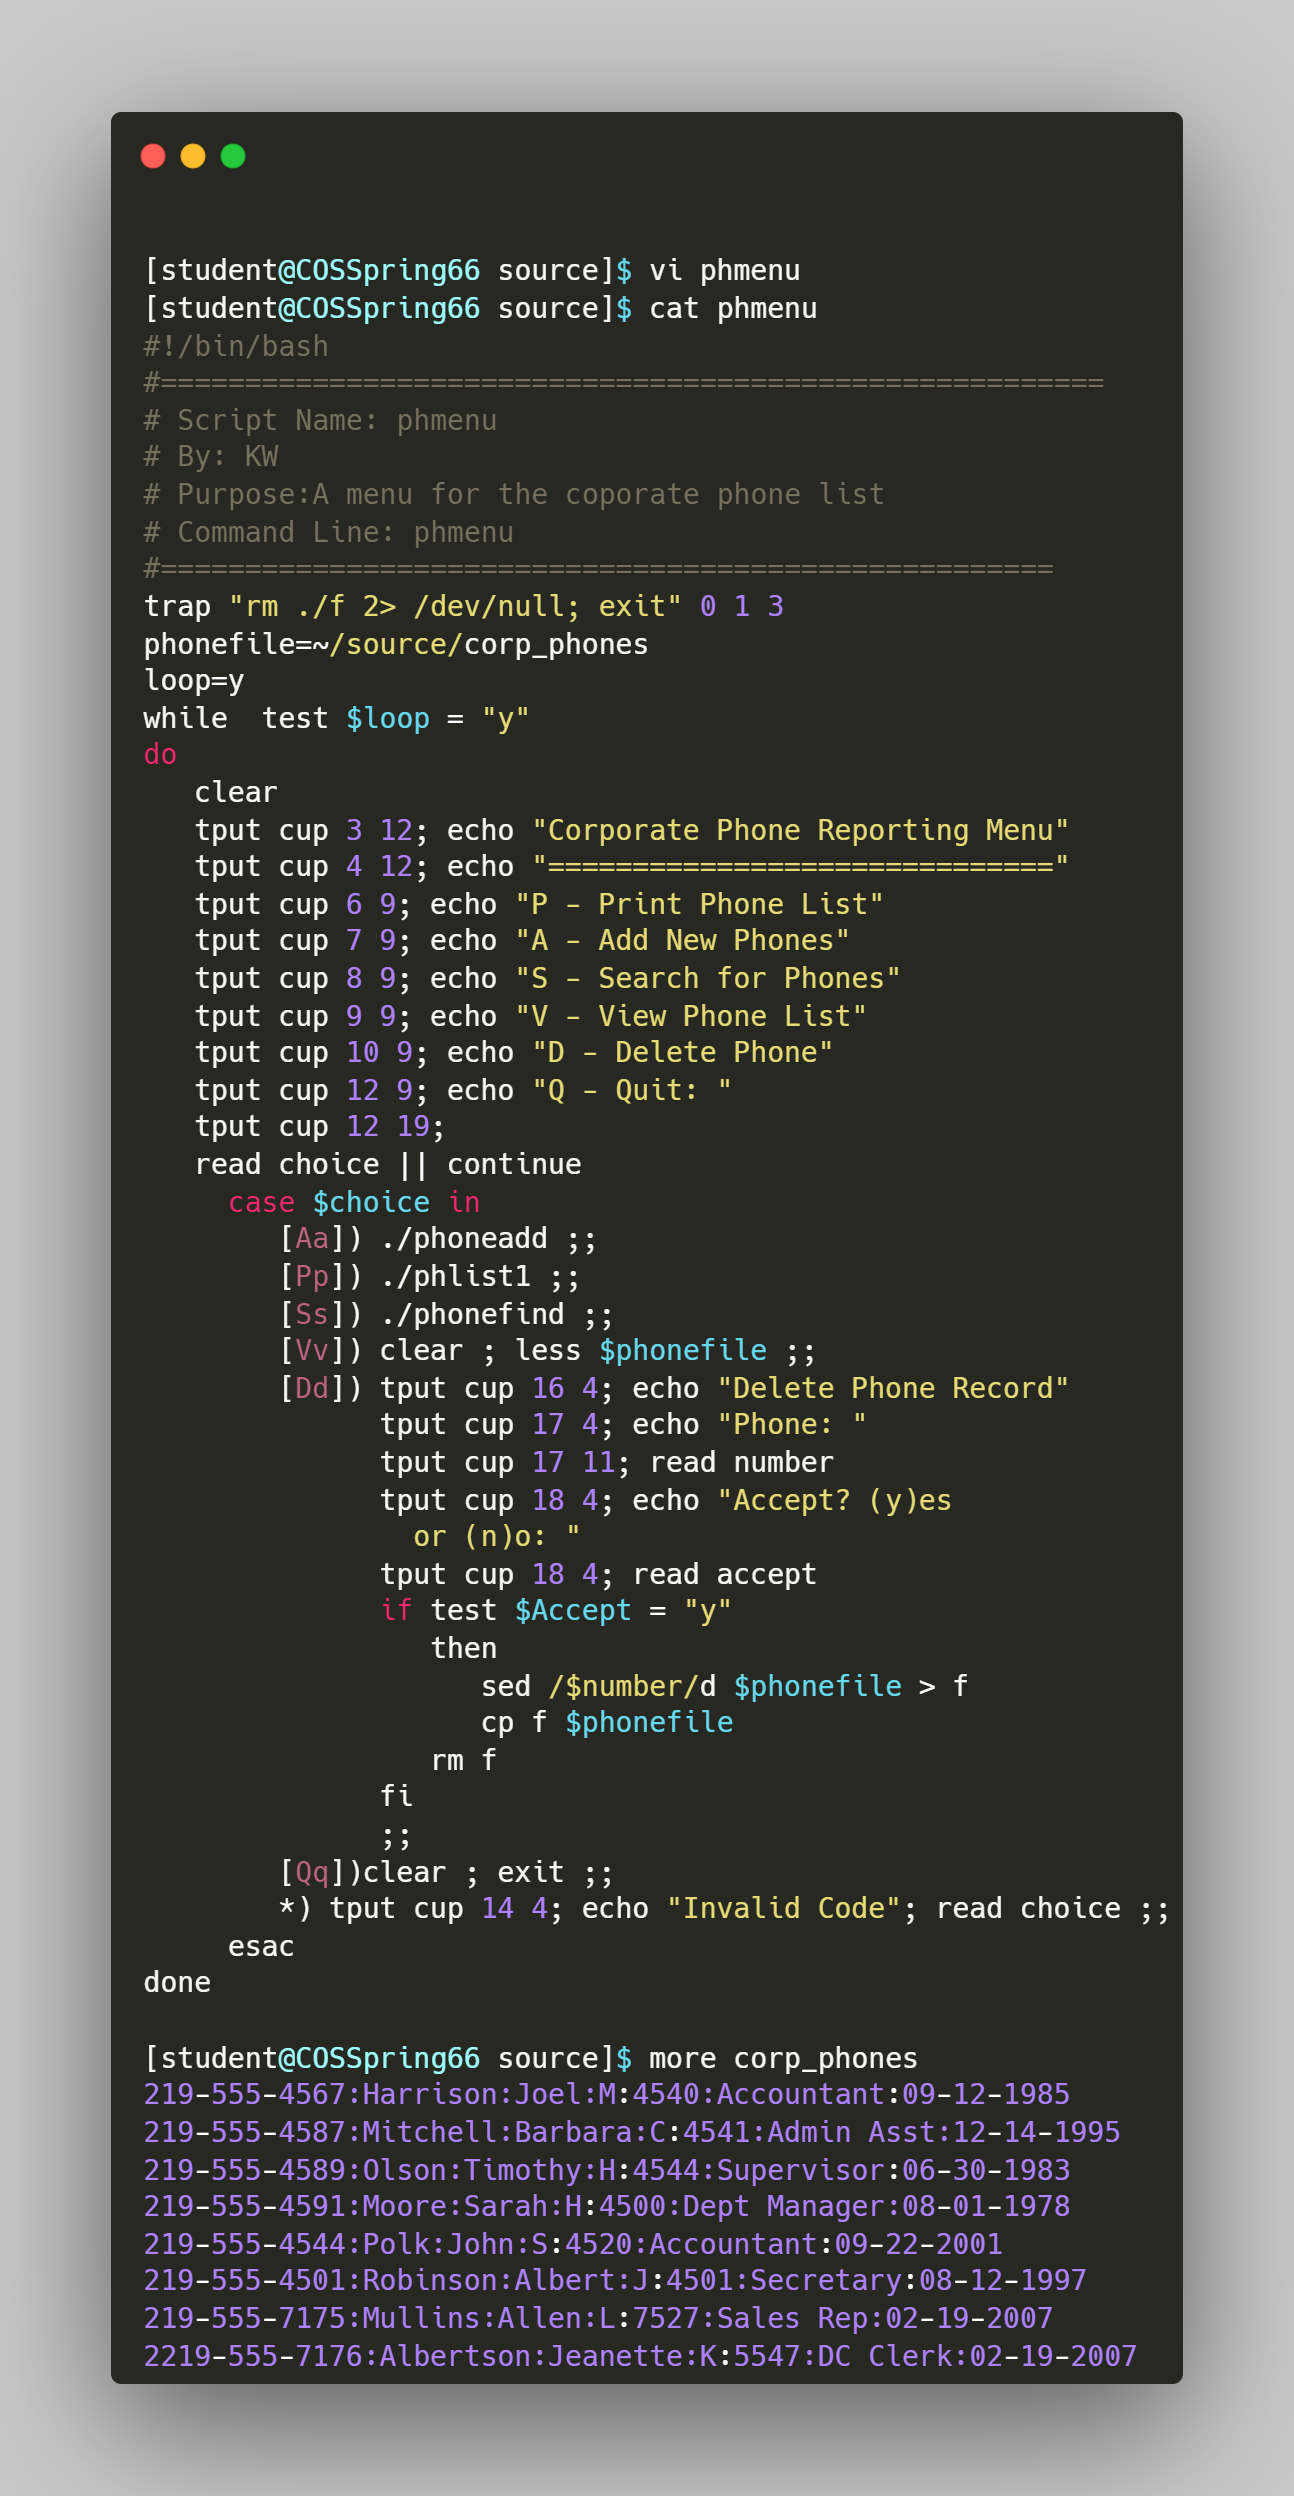 [student@COSSpring66 source]$ vi phmenu
[student@COSSpring66 source]$ cat phmenu
#!/bin/bash
#========================================================
# Script Name: phmenu
# By: KW
# Purpose:A menu for the coporate phone list
# Command Line: phmenu
#=====================================================
trap "rm ./f 2> /dev/null; exit" 0 1 3
phonefile=~/source/corp_phones
loop=y
while  test $loop = "y"
do
   clear
   tput cup 3 12; echo "Corporate Phone Reporting Menu"
   tput cup 4 12; echo "=============================="
   tput cup 6 9; echo "P - Print Phone List"
   tput cup 7 9; echo "A - Add New Phones"
   tput cup 8 9; echo "S - Search for Phones"
   tput cup 9 9; echo "V - View Phone List"
   tput cup 10 9; echo "D - Delete Phone"
   tput cup 12 9; echo "Q - Quit: "
   tput cup 12 19;
   read choice || continue
     case $choice in
        [Aa]) ./phoneadd ;;
        [Pp]) ./phlist1 ;;
        [Ss]) ./phonefind ;;
        [Vv]) clear ; less $phonefile ;;
        [Dd]) tput cup 16 4; echo "Delete Phone Record"
              tput cup 17 4; echo "Phone: "
              tput cup 17 11; read number
              tput cup 18 4; echo "Accept? (y)es
                or (n)o: "
              tput cup 18 4; read accept
              if test $Accept = "y"
                 then
                    sed /$number/d $phonefile > f
                    cp f $phonefile
                 rm f
              fi
              ;;
        [Qq])clear ; exit ;;
        *) tput cup 14 4; echo "Invalid Code"; read choice ;;
     esac
done

[student@COSSpring66 source]$ more corp_phones
219-555-4567:Harrison:Joel:M:4540:Accountant:09-12-1985
219-555-4587:Mitchell:Barbara:C:4541:Admin Asst:12-14-1995
219-555-4589:Olson:Timothy:H:4544:Supervisor:06-30-1983
219-555-4591:Moore:Sarah:H:4500:Dept Manager:08-01-1978
219-555-4544:Polk:John:S:4520:Accountant:09-22-2001
219-555-4501:Robinson:Albert:J:4501:Secretary:08-12-1997
219-555-7175:Mullins:Allen:L:7527:Sales Rep:02-19-2007
2219-555-7176:Albertson:Jeanette:K:5547:DC Clerk:02-19-2007